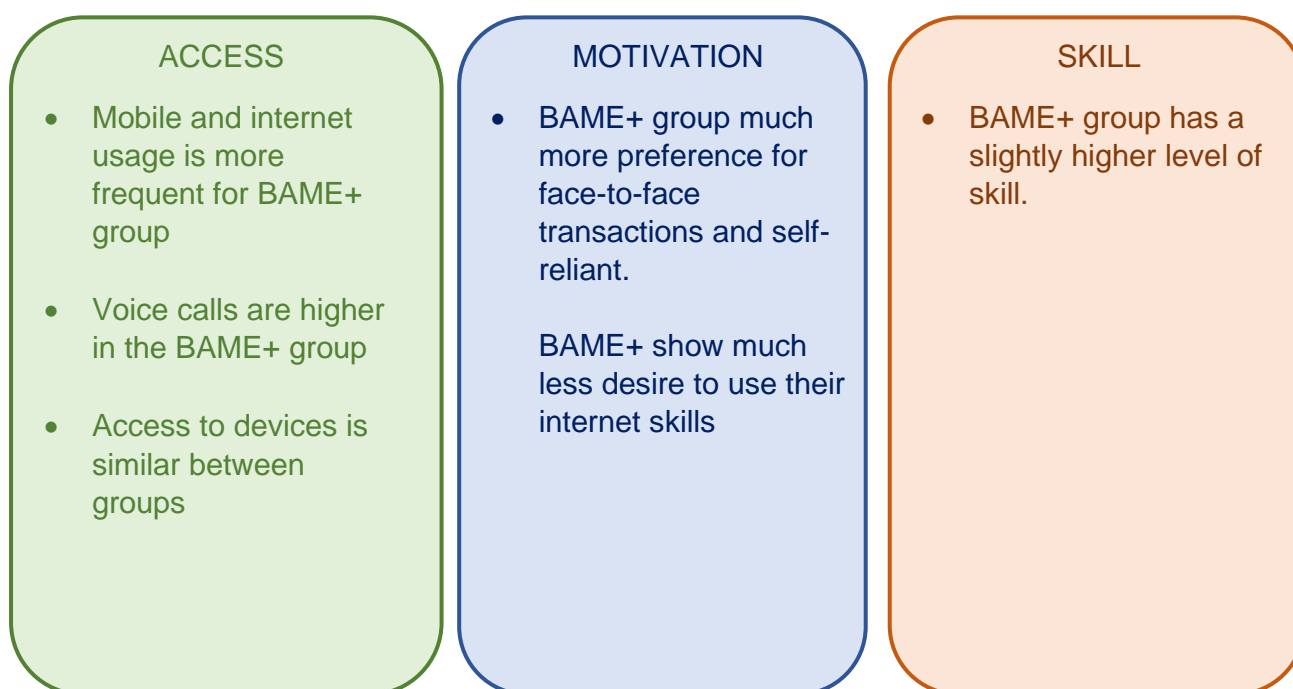 ACCESS
• Mobile and internet
usage is more
frequent for BAME+
group
• Voice calls are higher
in the BAME+ group
• Access to devices is
similar between
groups
MOTIVATION
• BAME+ group much
more preference for
face-to-face
transactions and self-
reliant.
BAME+ show much
less desire to use their
internet skills
SKILL
• BAME+ group has a
slightly higher level of
skill.